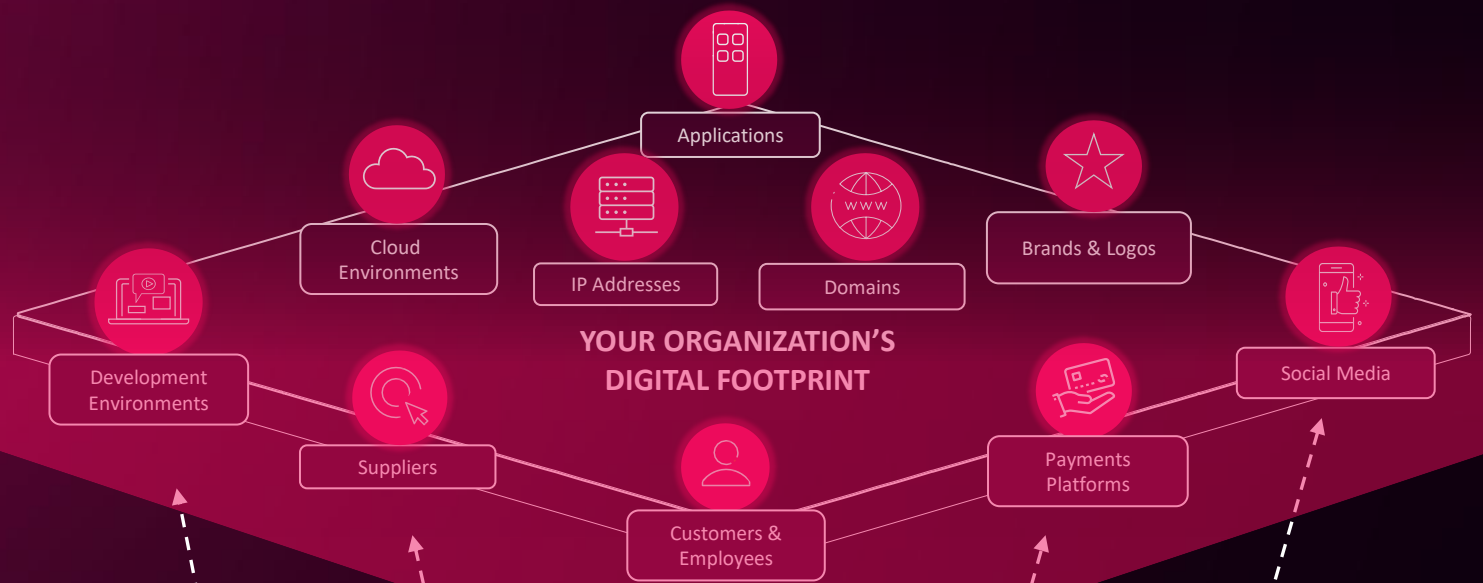 Applications
Cloud
Environments
IP Addresses
WWW
Domains
Brands & Logos
YOUR ORGANIZATION'S
DIGITAL FOOTPRINT
Development
Environments
Suppliers
Customers &
Employees
Payments
Platforms
Social Media